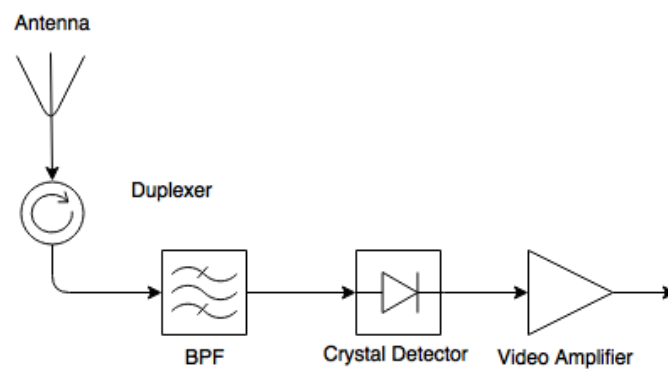 Antenna
Duplexer
BPF
Crystal Detector
Video Amplifier